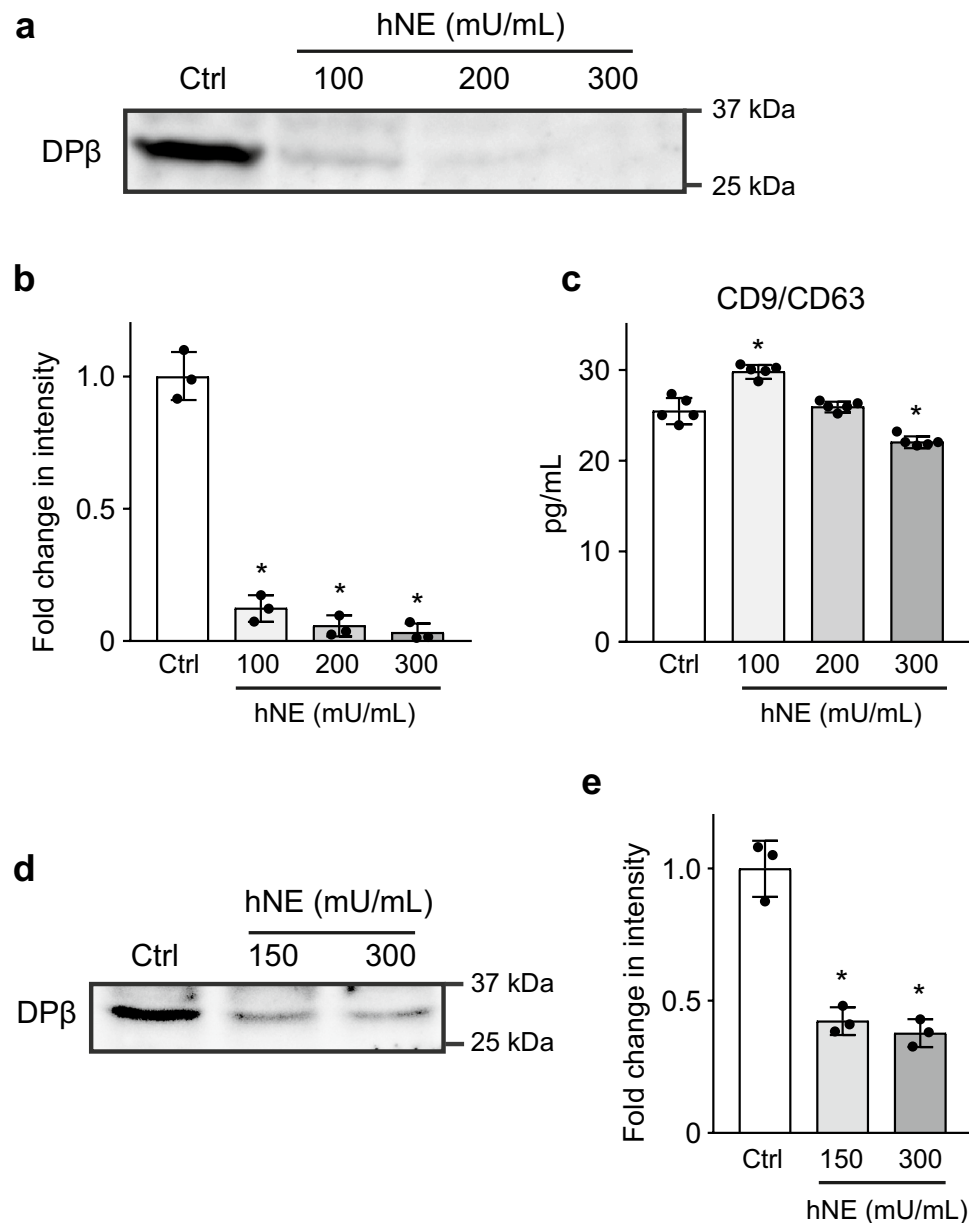 a
hNE (mU/mL)
Ctrl 100 200 300
37 kDa
DPβ
25 kDa
b
Fold change in intensity
1.0
0.5
0
* * *
Ctrl 100 200 300
hNE (mU/mL)
c
CD9/CD63
pg/mL
30
20
10
0
* *
Ctrl 100 200 300
hNE (mU/mL)
d
hNE (mU/mL)
Ctrl 150 300
37 kDa
DPβ
25 kDa
e
Fold change in intensity
1.0
0.5
0
* *
Ctrl 150 300
hNE (mU/mL)